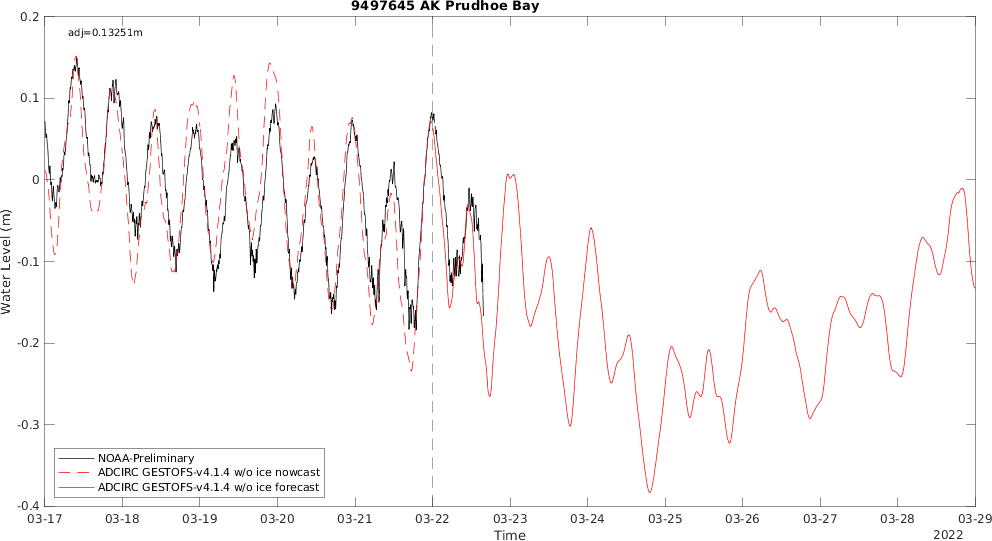 9497645 AK Prudhoe Bay
adj=0.13251m
0.2
0.1
0
-0.1
-0.2
-0.3
-0.4
Water Level (m)
NOAA-Preliminary
ADCIRC GESTOFS-v4.1.4 w/o ice nowcast
ADCIRC GESTOFS-v4.1.4 w/o ice forecast
03-17 03-18 03-19 03-20 03-21 03-22 03-23 03-24 03-25 03-26 03-27 03-28 03-29
Time
2022